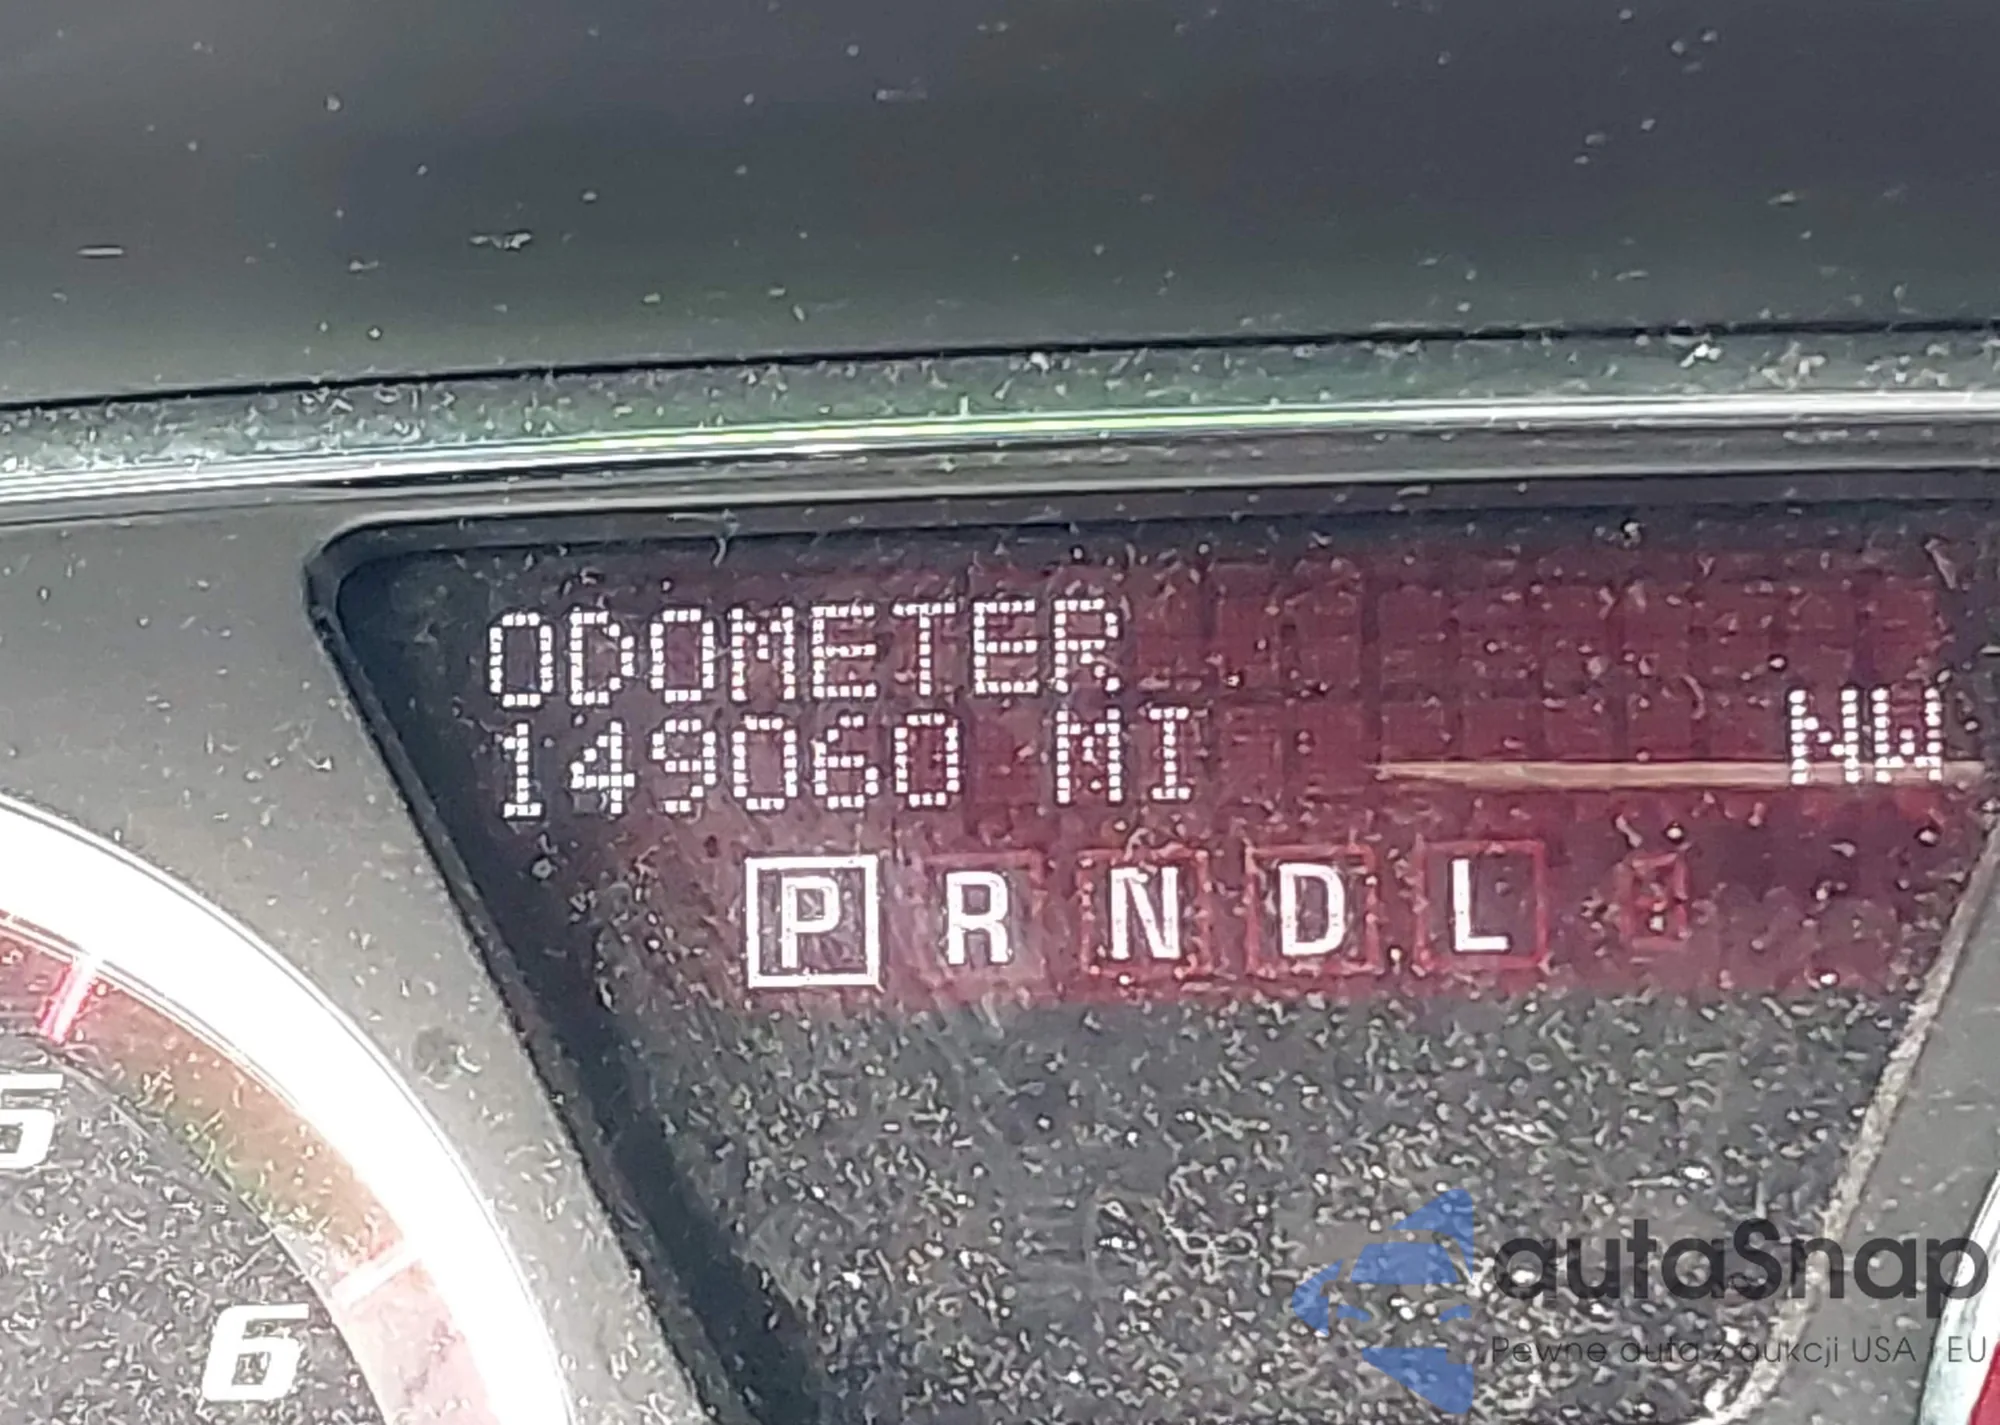 ODOMETER
149060 MI
NW
P R N D L
5
6
autaSnap
Pewne auta z aukcji USA i EU